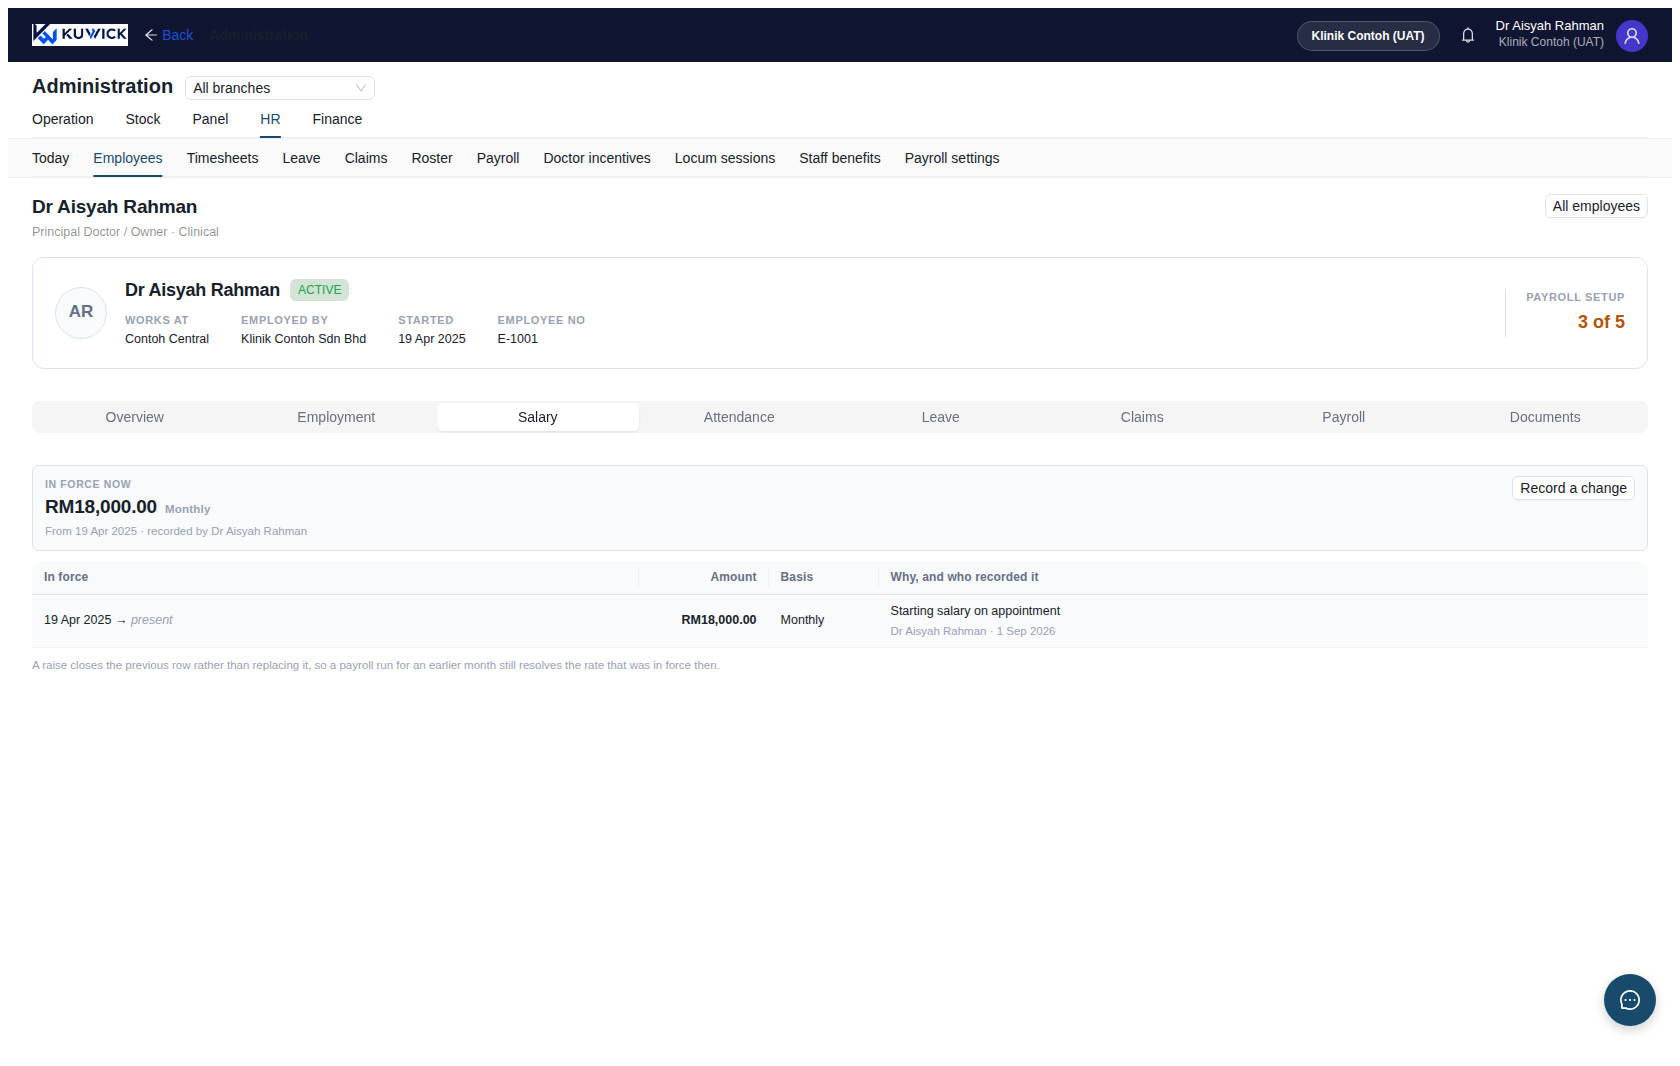 KUWICK
Back Administration
Klinik Contoh (UAT)
Dr Aisyah Rahman
Klinik Contoh (UAT)
Administration
All branches
Operation Stock Panel HR Finance
Today Employees Timesheets Leave Claims Roster Payroll Doctor incentives Locum sessions Staff benefits Payroll settings
Dr Aisyah Rahman
All employees
Principal Doctor / Owner · Clinical
AR
Dr Aisyah Rahman ACTIVE
WORKS AT EMPLOYED BY STARTED EMPLOYEE NO
Contoh Central Klinik Contoh Sdn Bhd 19 Apr 2025 E-1001
PAYROLL SETUP
3 of 5
Overview Employment Salary Attendance Leave Claims Payroll Documents
IN FORCE NOW
RM18,000.00 Monthly
From 19 Apr 2025 · recorded by Dr Aisyah Rahman
Record a change
In force Amount Basis Why, and who recorded it
19 Apr 2025 → present RM18,000.00 Monthly Starting salary on appointment
Dr Aisyah Rahman · 1 Sep 2026
A raise closes the previous row rather than replacing it, so a payroll run for an earlier month still resolves the rate that was in force then.